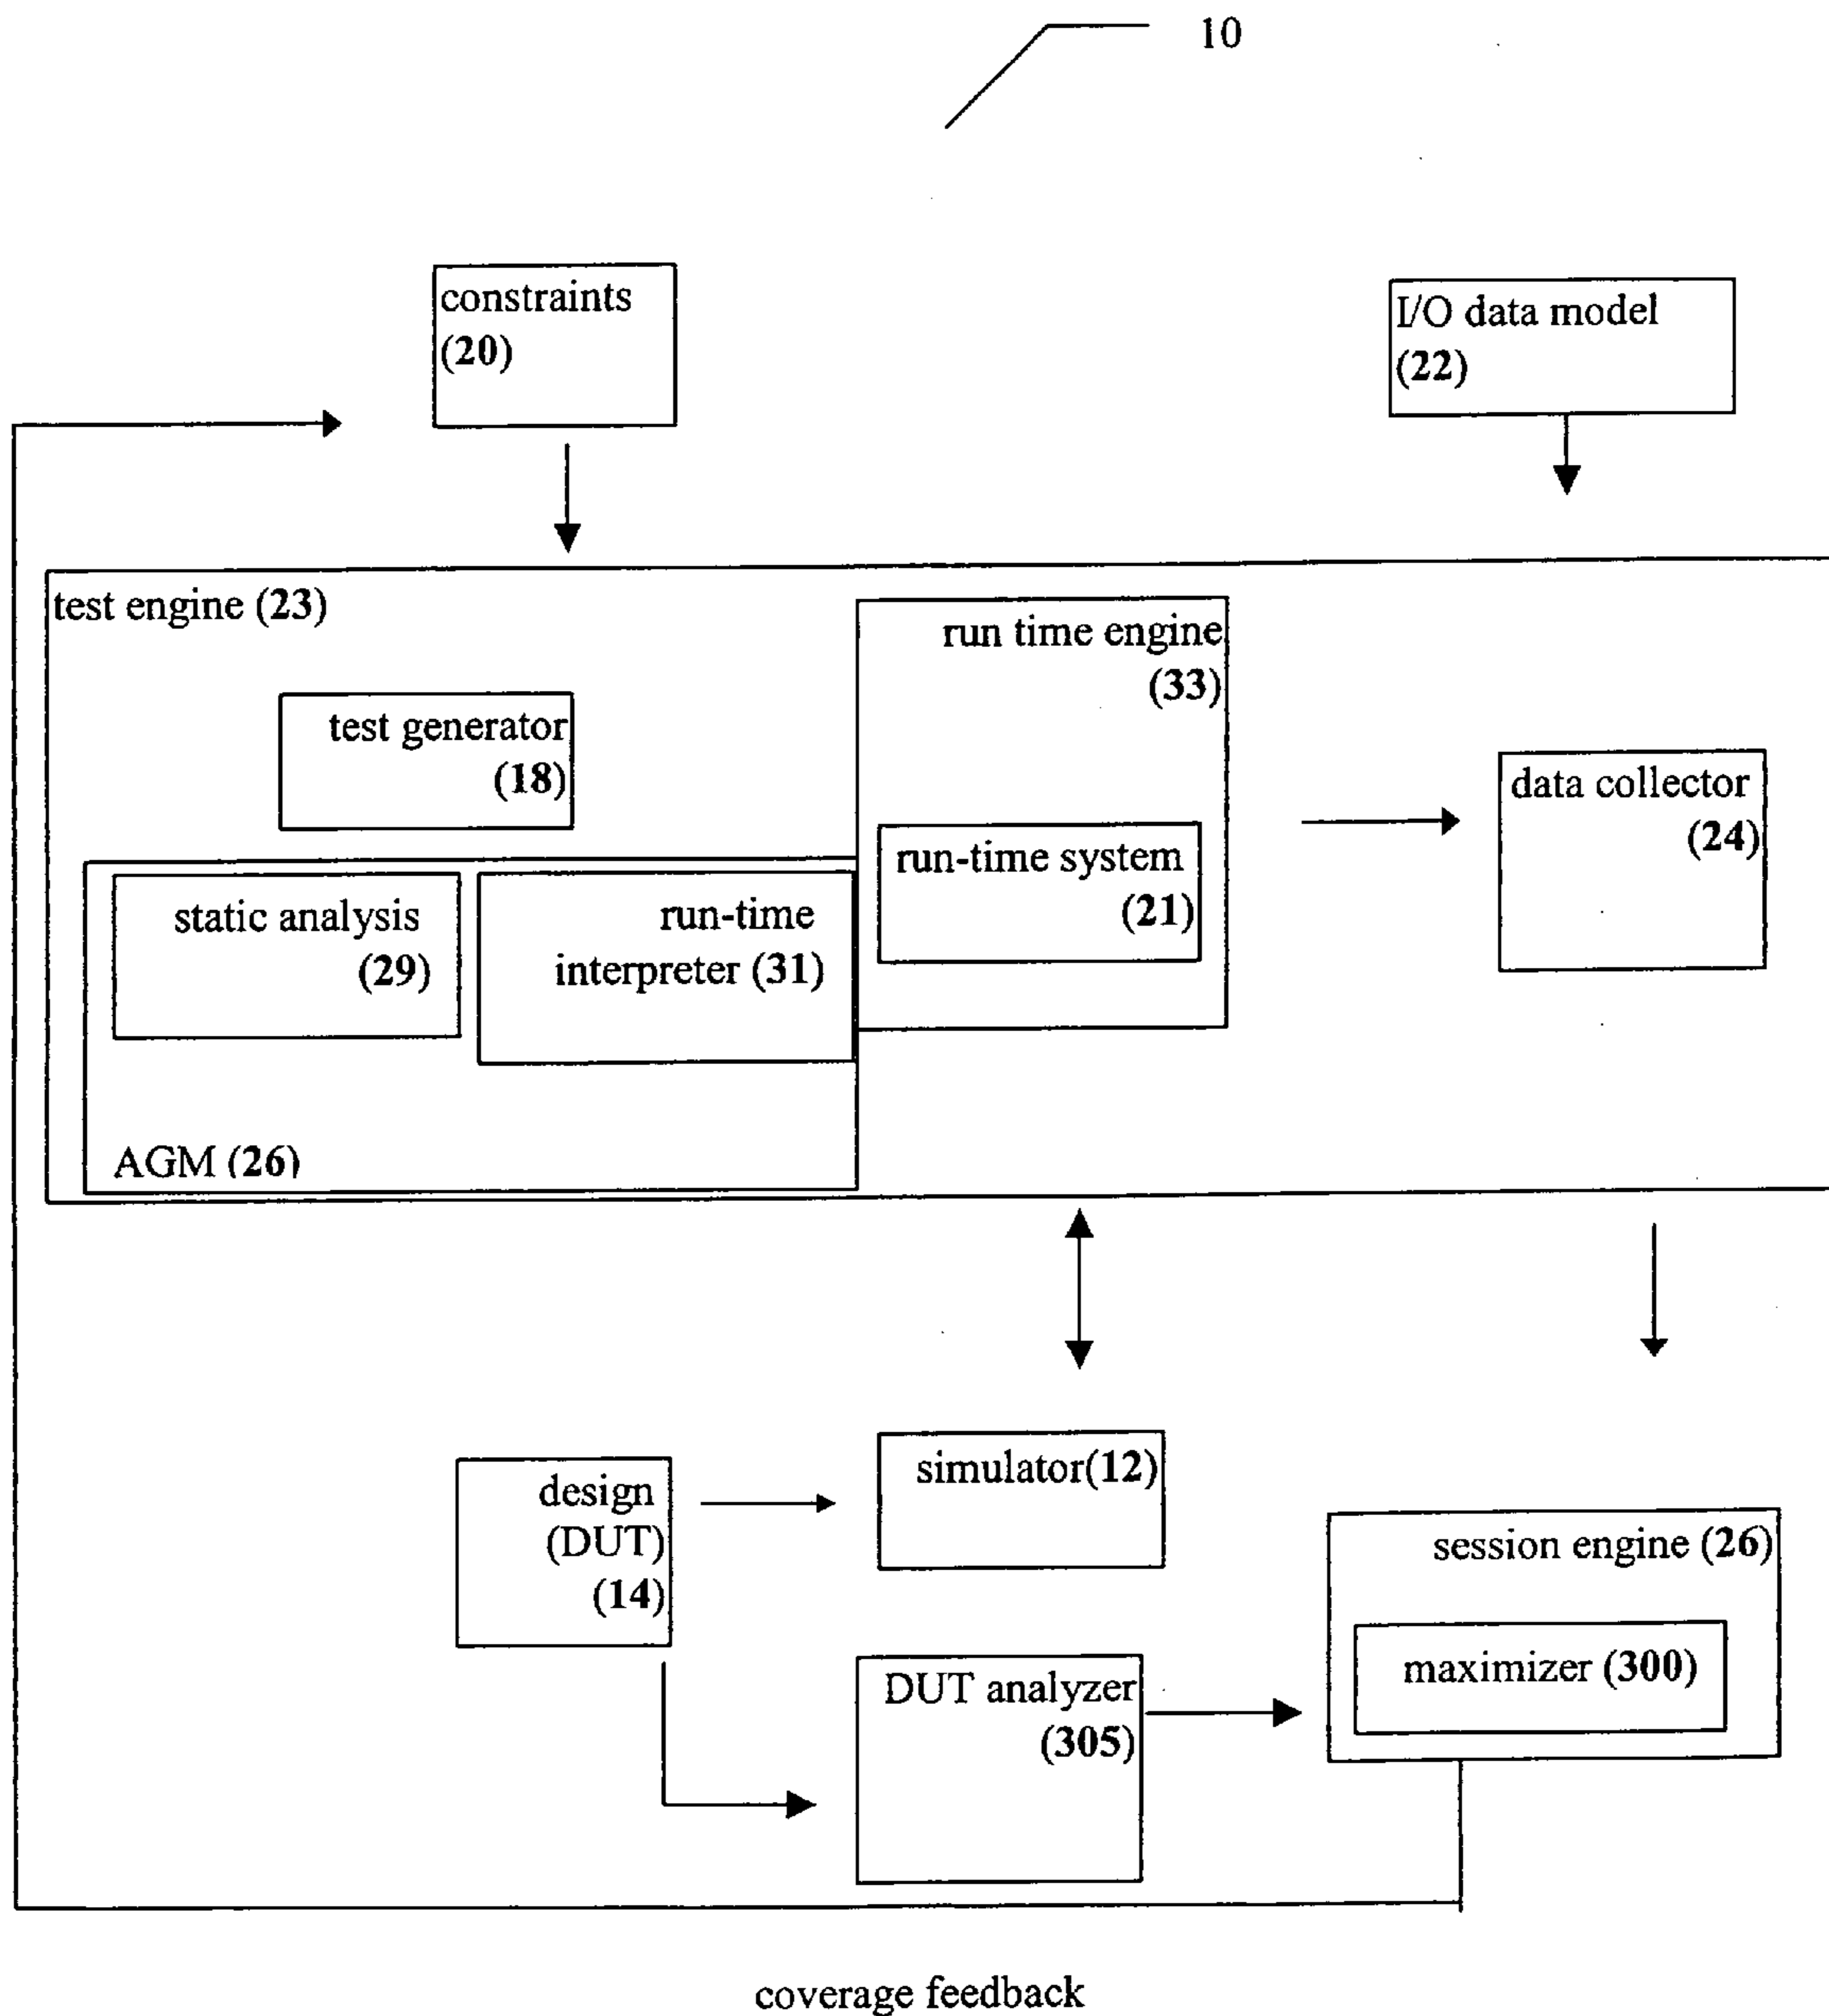 10
constraints
(20)
I/O data model
(22)
test engine (23)
run time engine
(33)
test generator
(18)
data collector
(24)
run-time system
(21)
static analysis
(29)
run-time
interpreter (31)
AGM (26)
simulator(12)
design
(DUT)
(14)
session engine (26)
maximizer (300)
DUT analyzer
(305)
coverage feedback